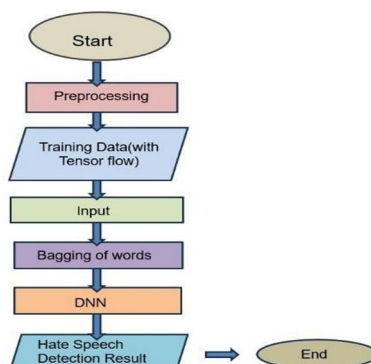 Start
Preprocessing
Training Data(with
Tensor flow)
Input
Bagging of words
DNN
Hate Speech
Detection Result
End